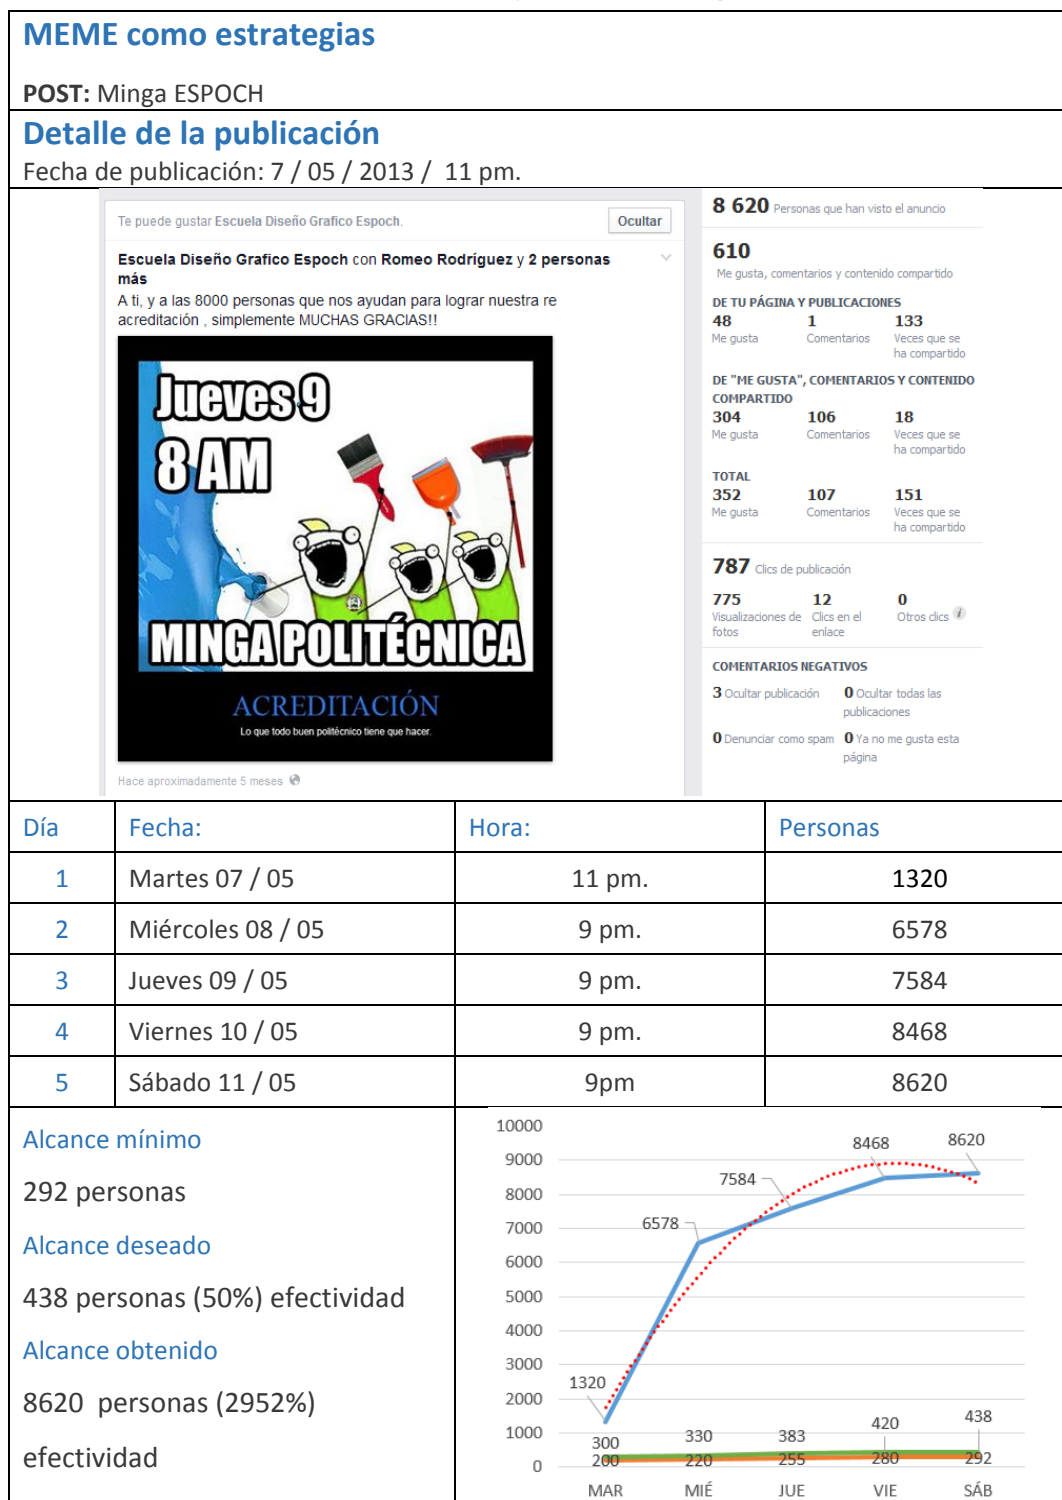 MEME como estrategias
POST: Minga ESPOCH
Detalle de la publicación
Fecha de publicación: 7 / 05 / 2013 / 11 pm.
Te puede gustar Escuela Diseño Grafico Espoch.
Ocultar
Escuela Diseño Grafico Espoch con Romeo Rodríguez y 2 personas
más
A ti, y a las 8000 personas que nos ayudan para lograr nuestra re
acreditación , simplemente MUCHAS GRACIAS!!
Jueves 9
8 AM
MINGA POLITÉCNICA
ACREDITACIÓN
Lo que todo buen politécnico tiene que hacer.
Hace aproximadamente 5 meses
8 620 Personas que han visto el anuncio
610
Me gusta, comentarios y contenido compartido
DE TU PÁGINA Y PUBLICACIONES
48 1 133
Me gusta Comentarios Veces que se
ha compartido
DE "ME GUSTA", COMENTARIOS Y CONTENIDO
COMPARTIDO
304 106 18
Me gusta Comentarios Veces que se
ha compartido
TOTAL
352 107 151
Me gusta Comentarios Veces que se
ha compartido
787 Clics de publicación
775 12 0
Visualizaciones de Clics en el Otros clics i
fotos enlace
COMENTARIOS NEGATIVOS
3 Ocultar publicación 0 Ocultar todas las
publicaciones
0 Denunciar como spam 0 Ya no me gusta esta
página
Día Fecha: Hora: Personas
1 Martes 07 / 05 11 pm. 1320
2 Miércoles 08 / 05 9 pm. 6578
3 Jueves 09 / 05 9 pm. 7584
4 Viernes 10 / 05 9 pm. 8468
5 Sábado 11 / 05 9pm 8620
Alcance mínimo
292 personas
Alcance deseado
438 personas (50%) efectividad
Alcance obtenido
8620 personas (2952%)
efectividad
10000
9000
8000
7000
6000
5000
4000
3000
2000
1000
0
1320
6578
7584
8468
8620
300
330
383
420
438
200
220
255
280
292
MAR MIÉ JUE VIE SÁB